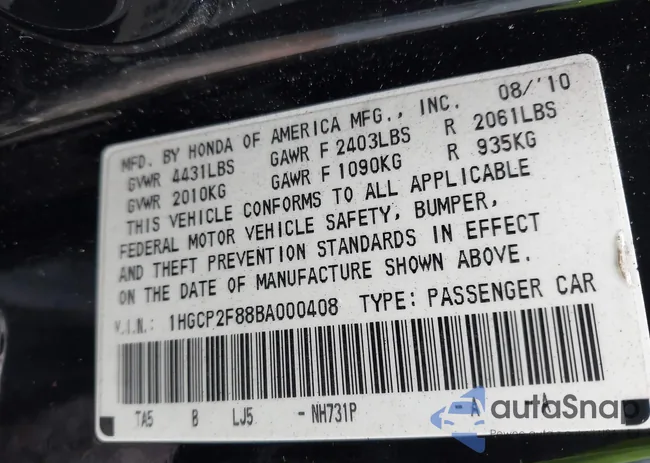 MFD. BY HONDA OF AMERICA MFG., INC. 08/'10
GVWR 4431LBS GAWR F 2403LBS R 2061LBS
GVWR 2010KG GAWR F 1090KG R 935KG
THIS VEHICLE CONFORMS TO ALL APPLICABLE
FEDERAL MOTOR VEHICLE SAFETY, BUMPER,
AND THEFT PREVENTION STANDARDS IN EFFECT
ON THE DATE OF MANUFACTURE SHOWN ABOVE.
V.I.N.: 1HGCP2F88BA000408 TYPE: PASSENGER CAR
TA5 B LJ5 - NH731P -A -A
autaSnap